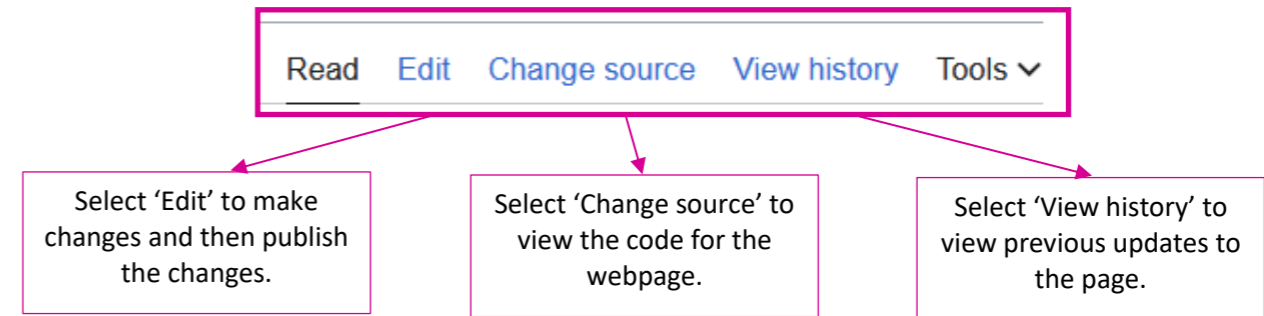 Read Edit Change source View history Tools
Select ‘Edit’ to make
changes and then publish
the changes.
Select ‘Change source’ to
view the code for the
webpage.
Select ‘View history’ to
view previous updates to
the page.